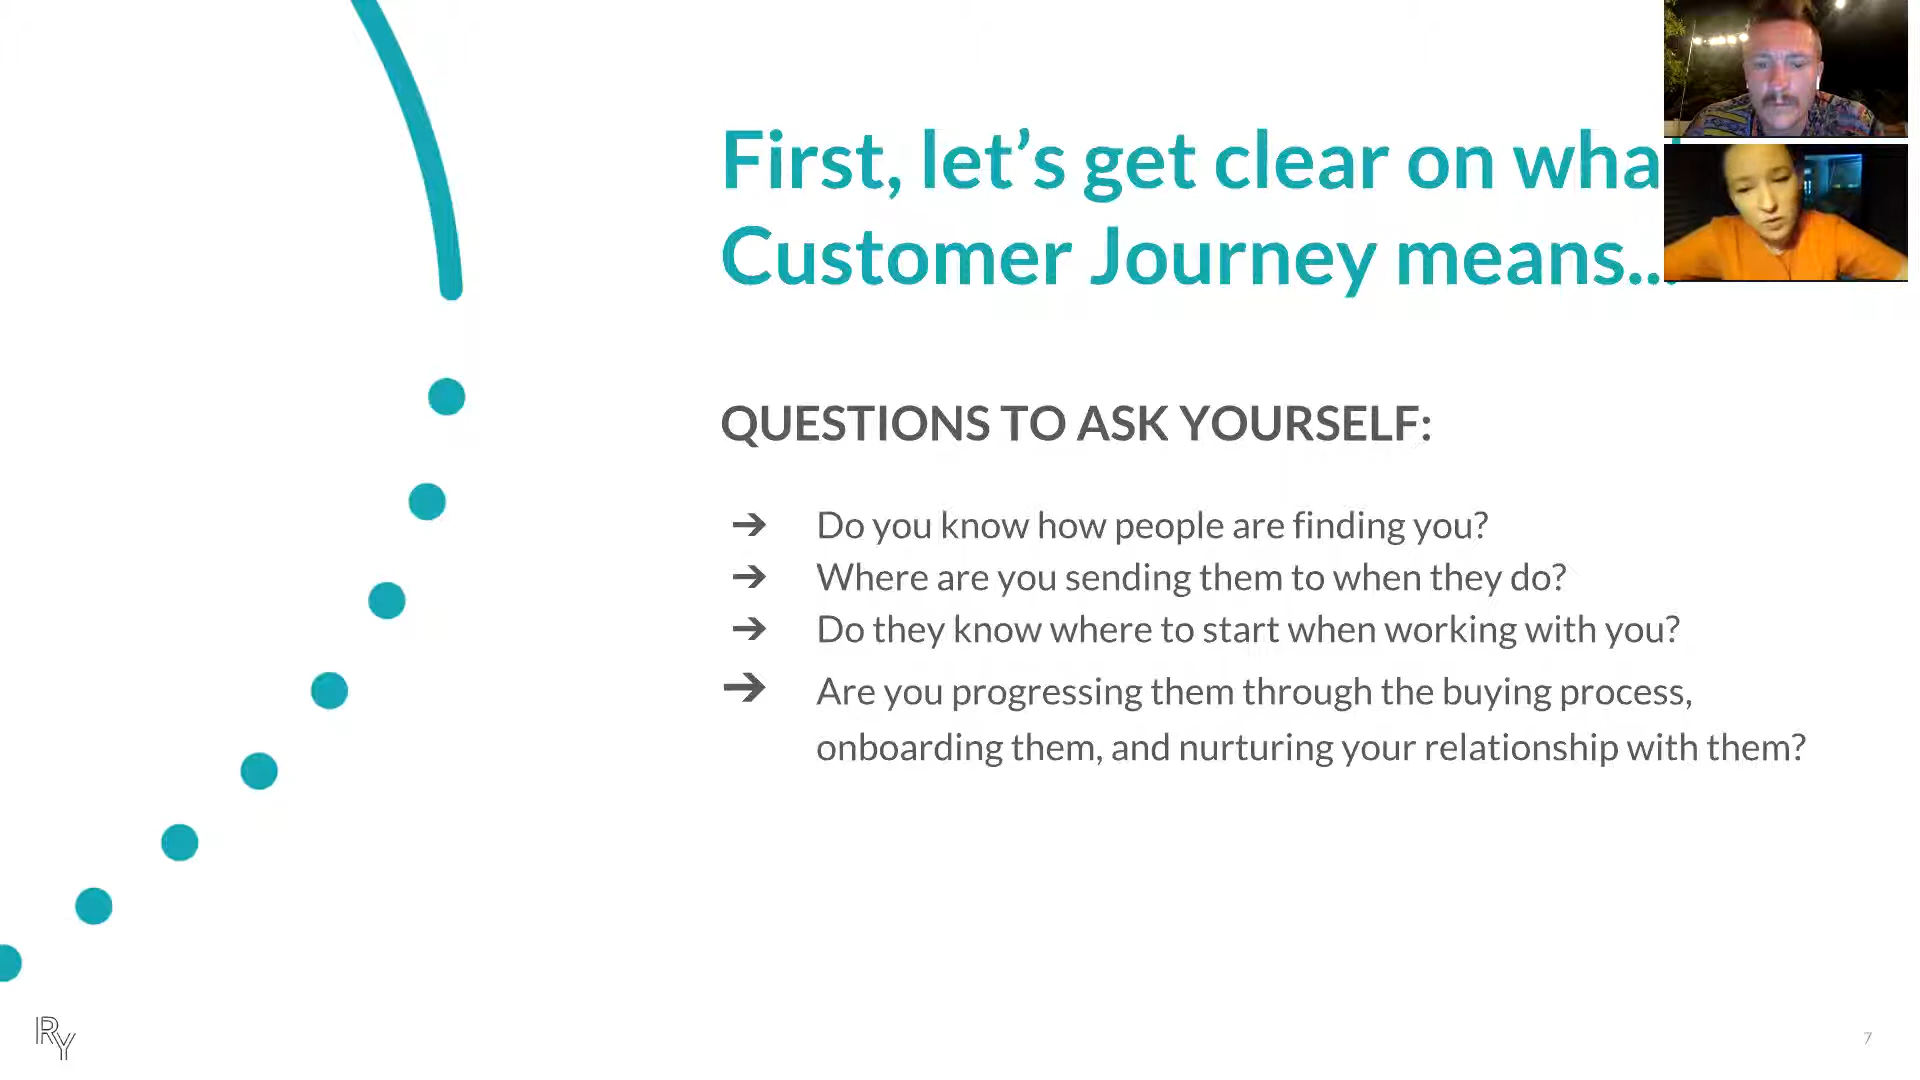 First, let’s get clear on wha
Customer Journey means...
QUESTIONS TO ASK YOURSELF:
➔ Do you know how people are finding you?
➔ Where are you sending them to when they do?
➔ Do they know where to start when working with you?
➔ Are you progressing them through the buying process,
onboarding them, and nurturing your relationship with them?
RY
7